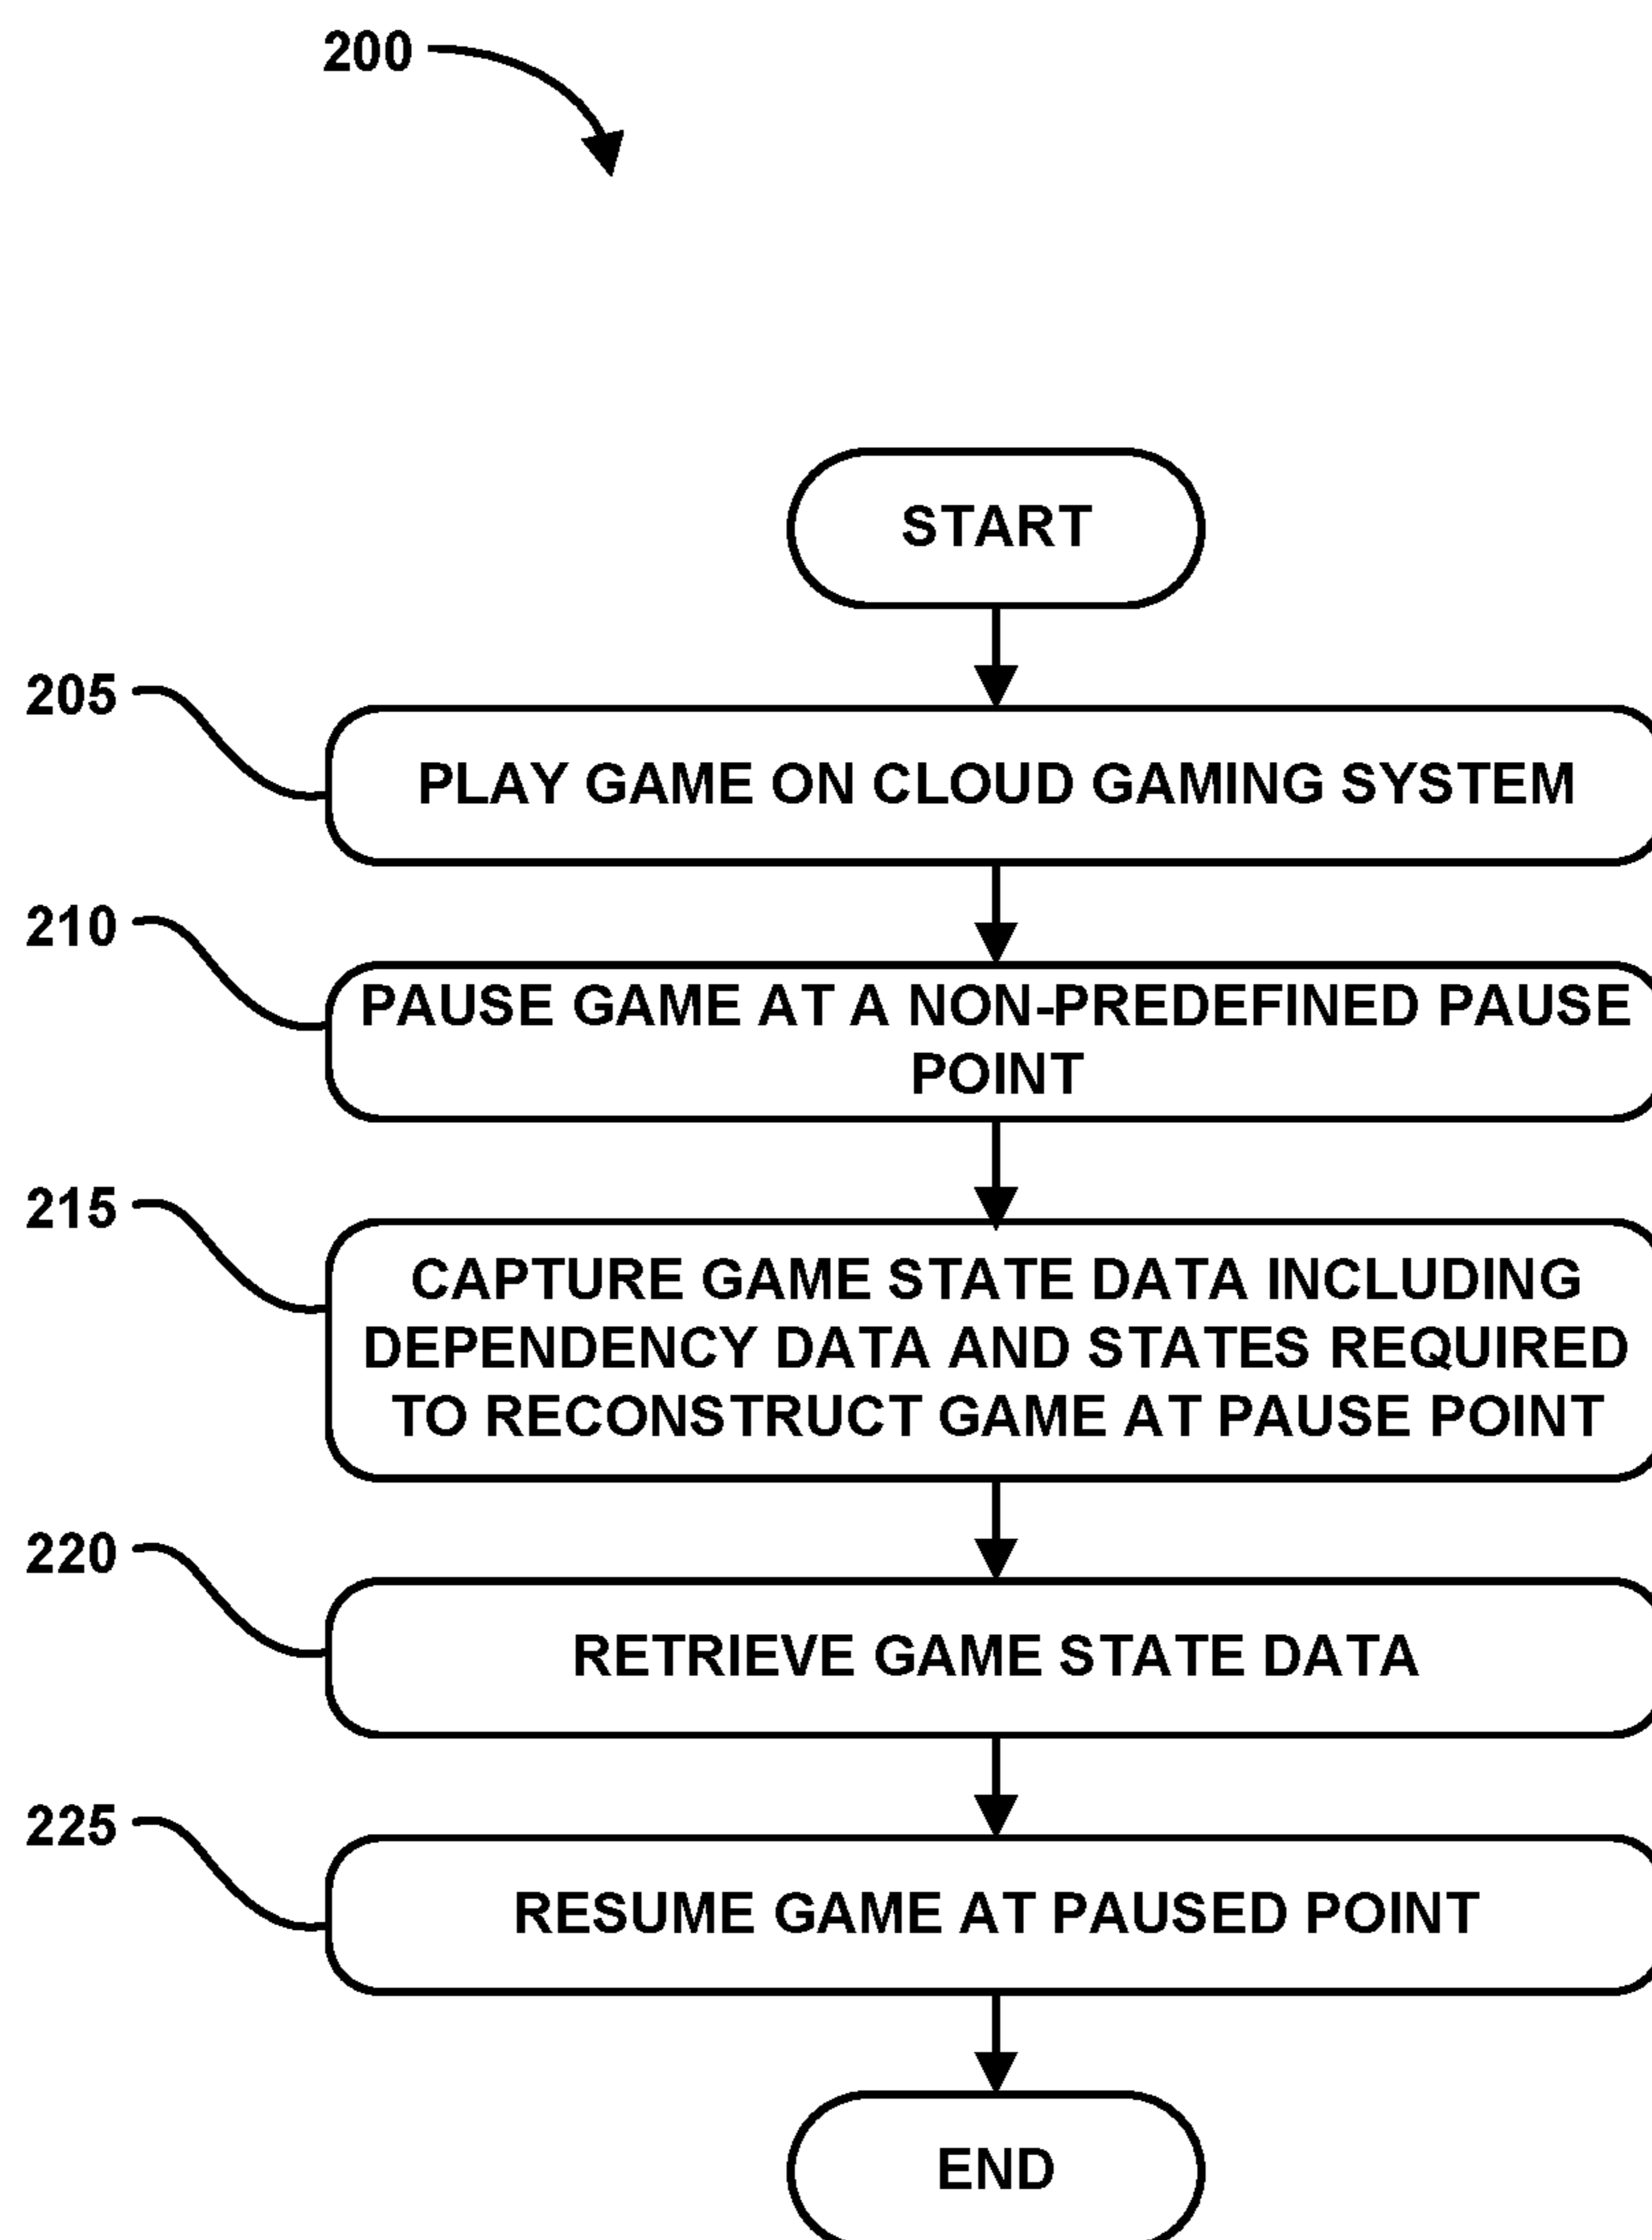 200
START
205
PLAY GAME ON CLOUD GAMING SYSTEM
210
PAUSE GAME AT A NON-PREDEFINED PAUSE
POINT
215
CAPTURE GAME STATE DATA INCLUDING
DEPENDENCY DATA AND STATES REQUIRED
TO RECONSTRUCT GAME AT PAUSE POINT
220
RETRIEVE GAME STATE DATA
225
RESUME GAME AT PAUSED POINT
END